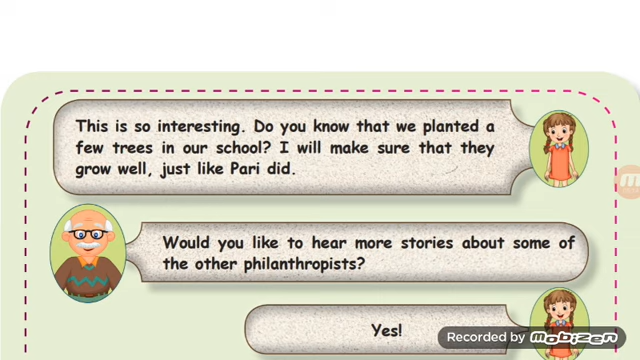 This is so interesting. Do you know that we planted a
few trees in our school? I will make sure that they
grow well, just like Pari did.
Would you like to hear more stories about some of
the other philanthropists?
Yes!
Recorded by MOBIZEN